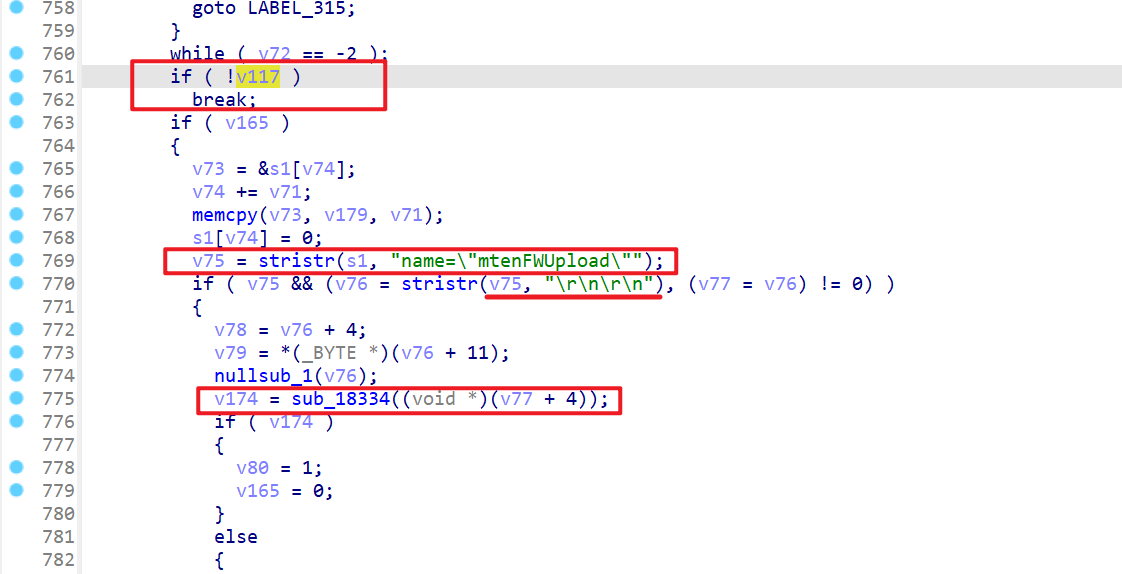 758 goto LABEL_315;
759 }
760 while ( v72 == -2 );
761 if ( !v117 )
762 break;
763 if ( v165 )
764 {
765 v73 = &s1[v74];
766 v74 += v71;
767 memcpy(v73, v179, v71);
768 s1[v74] = 0;
769 v75 = stristr(s1, "name=\"mtenFWUpload\"");
770 if ( v75 && (v76 = stristr(v75, "\r\n\r\n"), (v77 = v76) != 0) )
771 {
772 v78 = v76 + 4;
773 v79 = *(_BYTE *)(v76 + 11);
774 nullsub_1(v76);
775 v174 = sub_18334((void *)(v77 + 4));
776 if ( v174 )
777 {
778 v80 = 1;
779 v165 = 0;
780 }
781 else
782 {